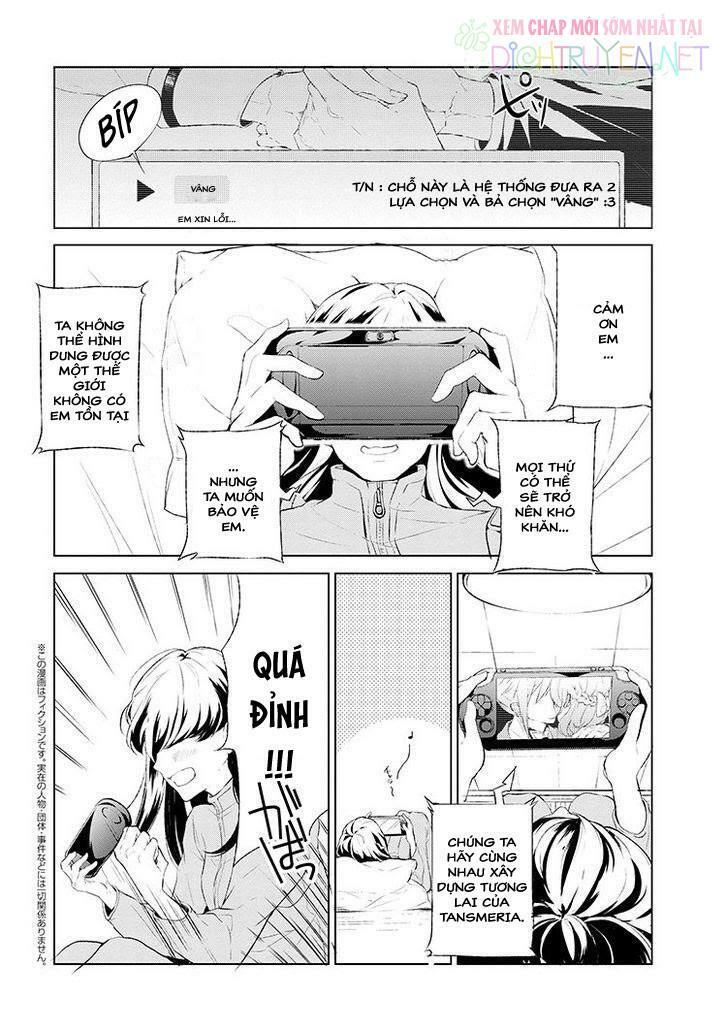 XEM CHAP MỚI SỚM NHẤT TẠI
DICHTRUYEN.NET
BÍP
ピッ
VÂNG
EM XIN LỖI...
T/N : CHỖ NÀY LÀ HỆ THỐNG ĐƯA RA 2
LỰA CHỌN VÀ BẢ CHỌN "VÂNG" :3
CẢM
ƠN
EM
...
TA KHÔNG
THỂ HÌNH
DUNG ĐƯỢC
MỘT THẾ
GIỚI
KHÔNG CÓ
EM TỒN TẠI
MỌI THỨ
CÓ THỂ
SẼ TRỞ
NÊN KHÓ
KHĂN...
...
NHƯNG
TA MUỐN
BẢO VỆ
EM.
CHÚNG TA
HÃY CÙNG
NHAU XÂY
DỰNG TƯƠNG
LAI CỦA
TANSMERIA.
QUÁ
ĐỈNH
!!!
がばっ
※この漫画はフィクションです。実在の人物・団体・事件などには一切関係ありません。